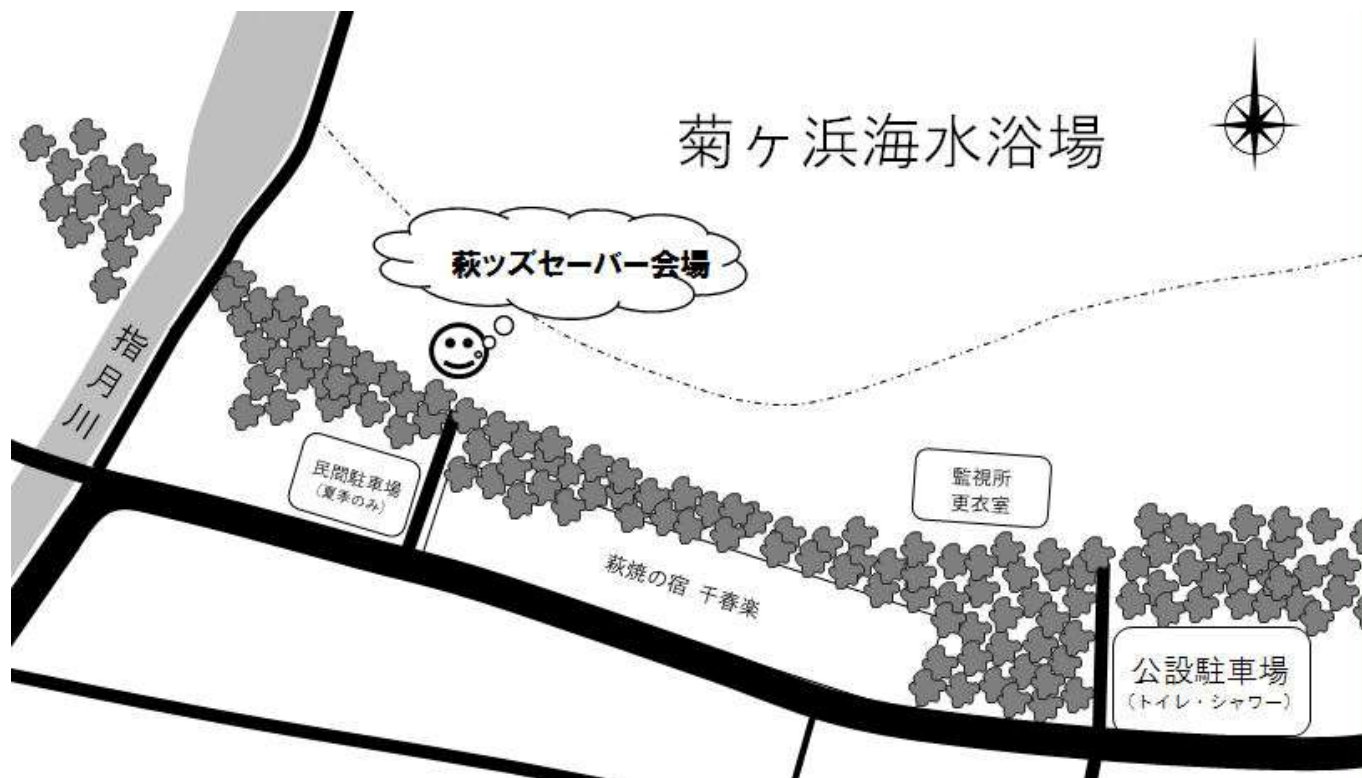 菊ヶ浜海水浴場
萩ッズセーバー会場
指月川
民間駐車場
（夏季のみ）
監視所
更衣室
萩焼の宿 千春楽
公設駐車場
（トイレ・シャワー）